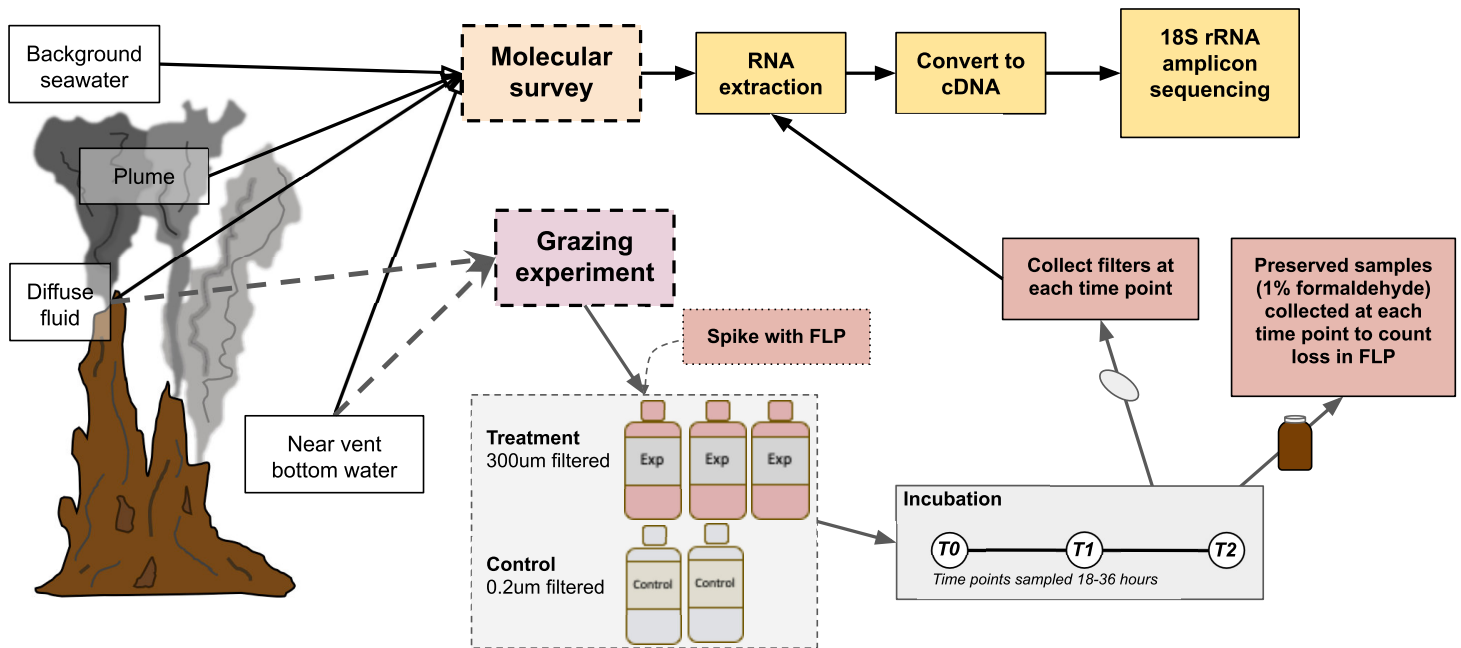 Background
seawater
Molecular
survey
RNA
extraction
Convert to
cDNA
18S rRNA
amplicon
sequencing
Plume
Grazing
experiment
Diffuse
fluid
Collect filters at
each time point
Preserved samples
(1% formaldehyde)
collected at each
time point to count
loss in FLP
Spike with FLP
Near vent
bottom water
Treatment
300um filtered
Exp
Exp
Exp
Control
0.2um filtered
Control
Control
Incubation
T0
T1
T2
Time points sampled 18-36 hours